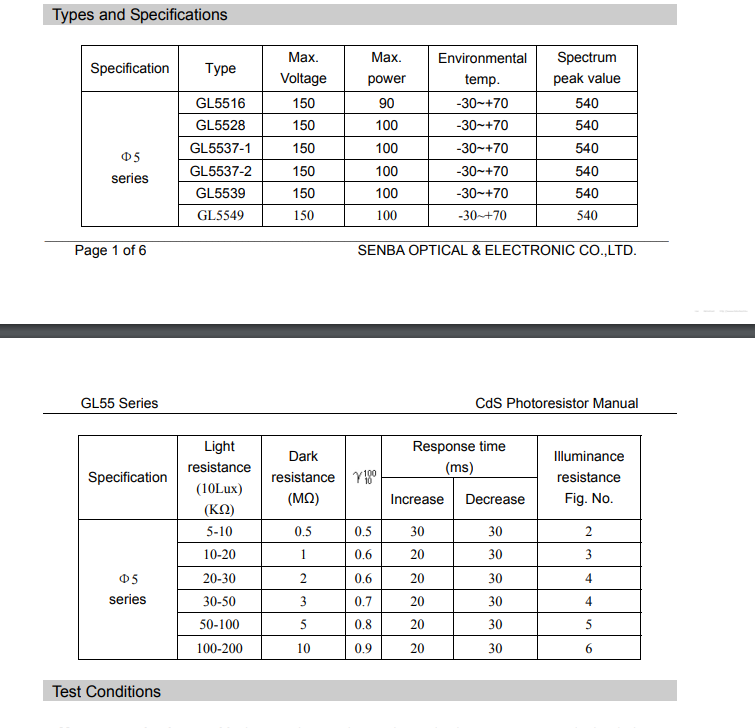 Types and Specifications
Specification Type Max. Voltage Max. power Environmental temp. Spectrum peak value
Φ5 series
GL5516 150 90 -30~+70 540
GL5528 150 100 -30~+70 540
GL5537-1 150 100 -30~+70 540
GL5537-2 150 100 -30~+70 540
GL5539 150 100 -30~+70 540
GL5549 150 100 -30~+70 540
Page 1 of 6 SENBA OPTICAL & ELECTRONIC CO.,LTD.
GL55 Series CdS Photoresistor Manual
Specification Light resistance (10Lux) (KΩ) Dark resistance (MΩ) γ100 10 Response time (ms) Increase Decrease Illuminance resistance Fig. No.
Φ5 series
5-10 0.5 0.5 30 30 2
10-20 1 0.6 20 30 3
20-30 2 0.6 20 30 4
30-50 3 0.7 20 30 4
50-100 5 0.8 20 30 5
100-200 10 0.9 20 30 6
Test Conditions